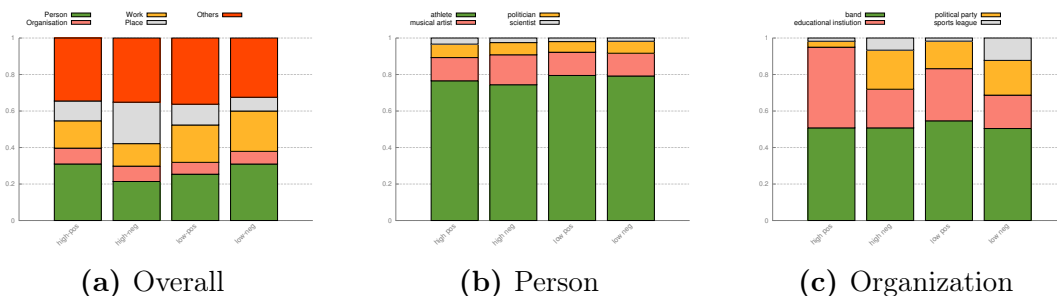 Person
Organisation
Work
Place
Others
1
0.8
0.6
0.4
0.2
0
high-pos
high-neg
low-pos
low-neg
(a) Overall
athlete
musical artist
politician
scientist
1
0.8
0.6
0.4
0.2
0
high pos
high neg
low pos
low neg
(b) Person
band
educational instiution
political party
sports league
1
0.8
0.6
0.4
0.2
0
high pos
high neg
low pos
low neg
(c) Organization